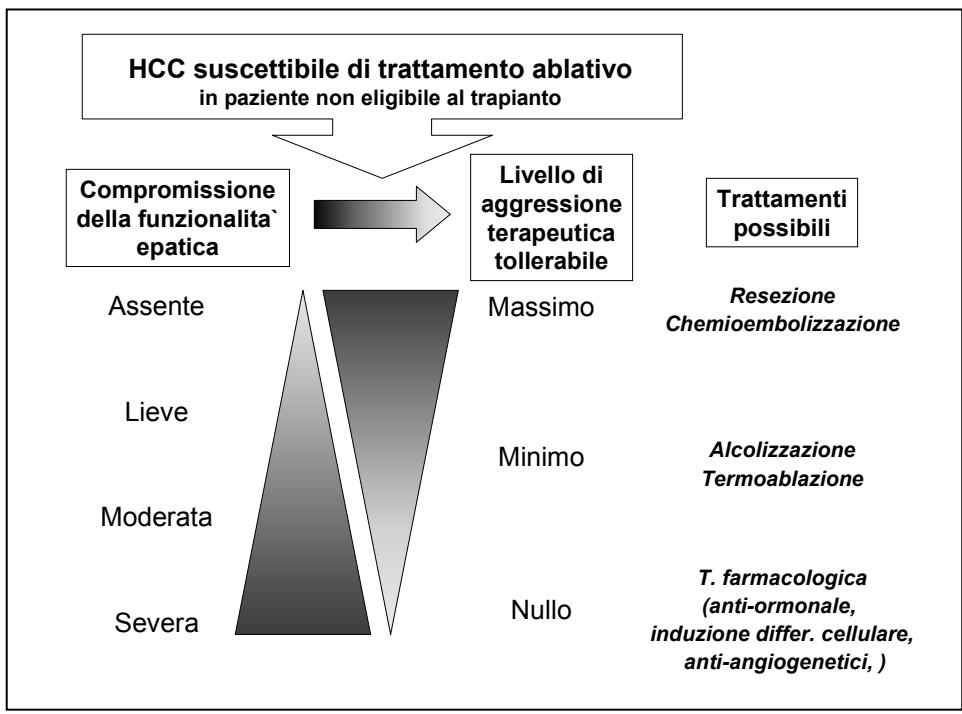 HCC suscettibile di trattamento ablativo
in paziente non eligibile al trapianto
Compromissione
della funzionalita`
epatica
Livello di
aggressione
terapeutica
tollerabile
Trattamenti
possibili
Assente
Massimo
Resezione
Chemioembolizzazione
Lieve
Minimo
Alcolizzazione
Termoablazione
Moderata
Severa
Nullo
T. farmacologica
(anti-ormonale,
induzione differ. cellulare,
anti-angiogenetici, )